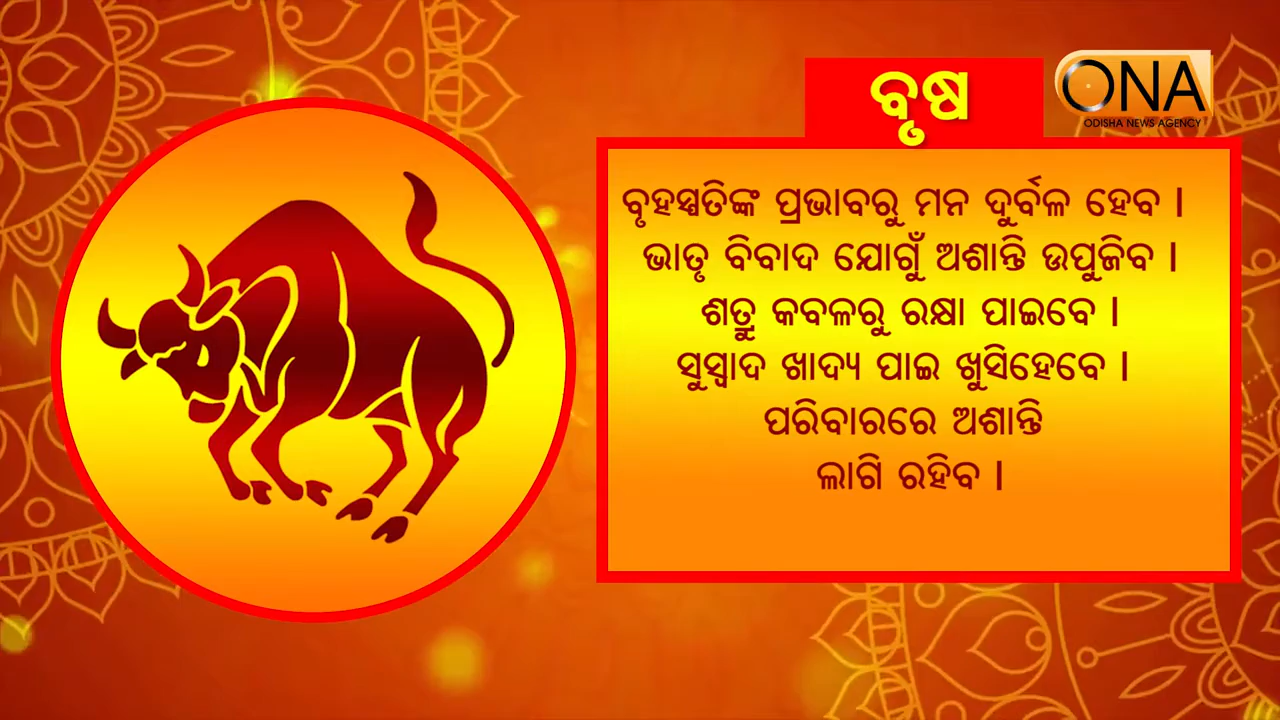 ବୃଷ
ONA
ODISHA NEWS AGENCY
ବୃହସ୍ପତିଙ୍କ ପ୍ରଭାବରୁ ମନ ଦୁର୍ବଳ ହେବ ।
ଭାତୃ ବିବାଦ ଯୋଗୁଁ ଅଶାନ୍ତି ଉପୁଜିବ ।
ଶତ୍ରୁ କବଳରୁ ରକ୍ଷା ପାଇବେ ।
ସୁସ୍ୱାଦ ଖାଦ୍ୟ ପାଇ ଖୁସିହେବେ ।
ପରିବାରରେ ଅଶାନ୍ତି
ଲାଗି ରହିବ ।